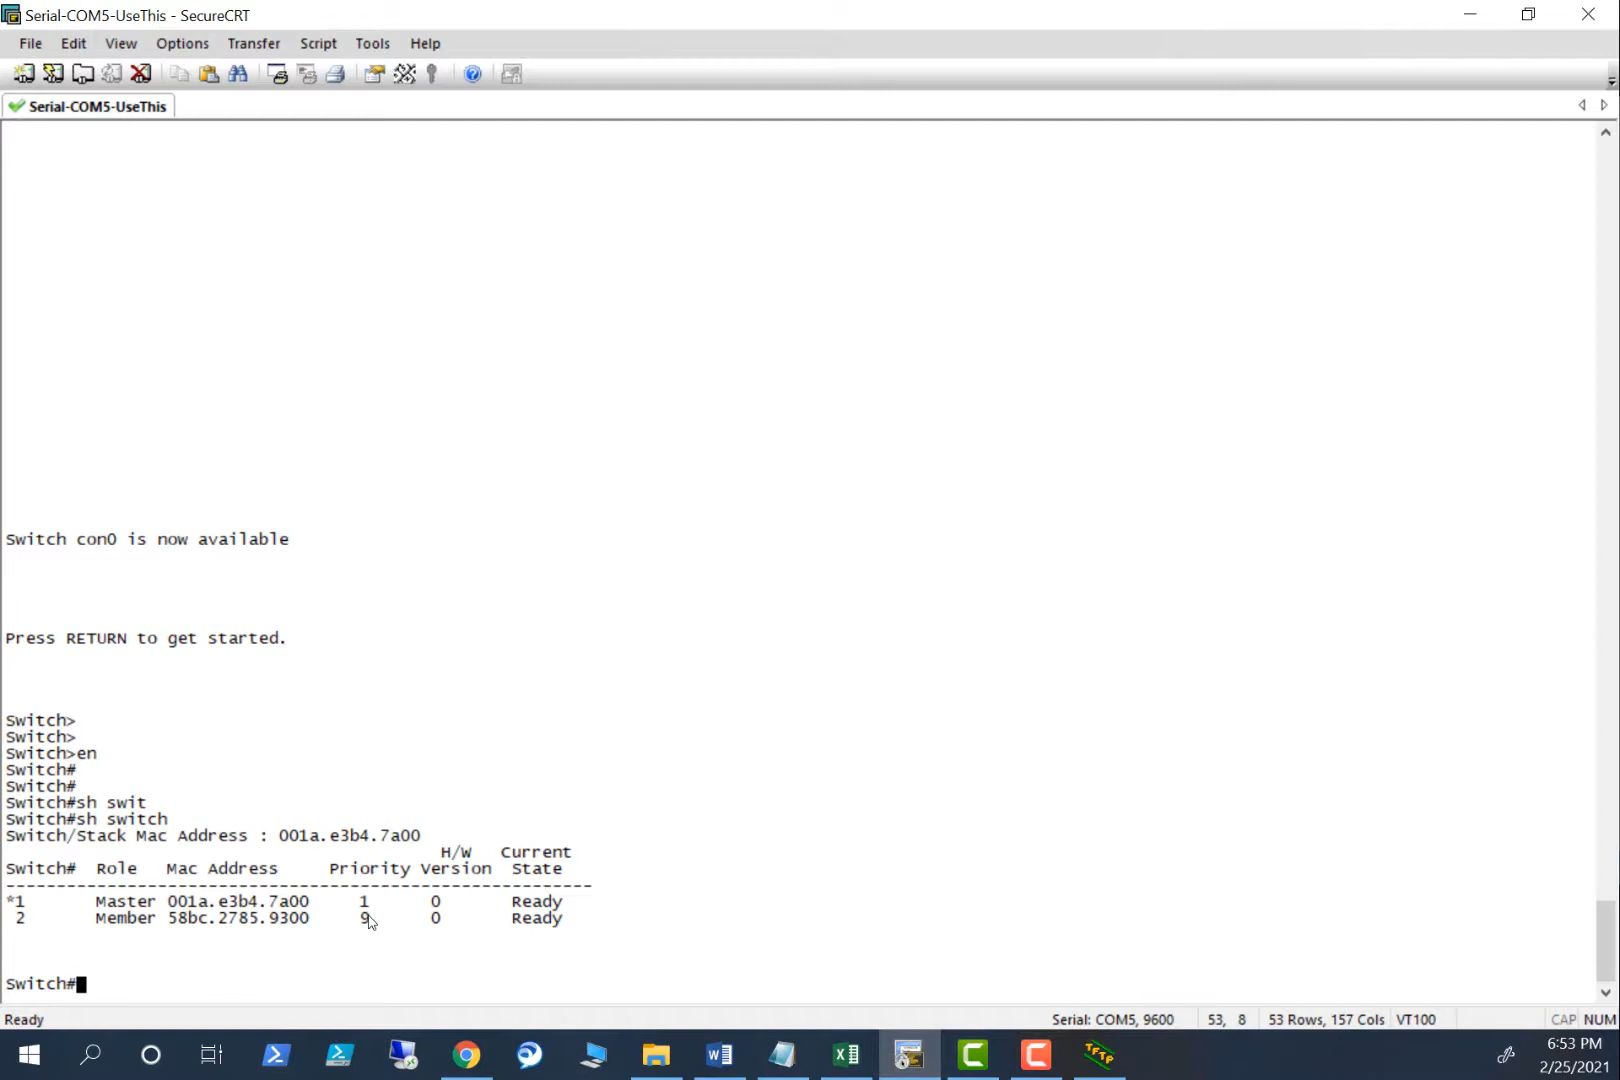 Serial-COM5-UseThis - SecureCRT
File Edit View Options Transfer Script Tools Help
Serial-COM5-UseThis
Switch con0 is now available
Press RETURN to get started.
Switch>
Switch>
Switch>en
Switch#
Switch#
Switch#sh swit
Switch#sh switch
Switch/Stack Mac Address : 001a.e3b4.7a00
H/W Current
Switch# Role Mac Address Priority Version State
------------------------------------------------------------
*1 Master 001a.e3b4.7a00 1 0 Ready
2 Member 58bc.2785.9300 9 0 Ready
Switch#
Ready Serial: COM5, 9600 53, 8 53 Rows, 157 Cols VT100 CAP NUM
TFTP
6:53 PM
2/25/2021